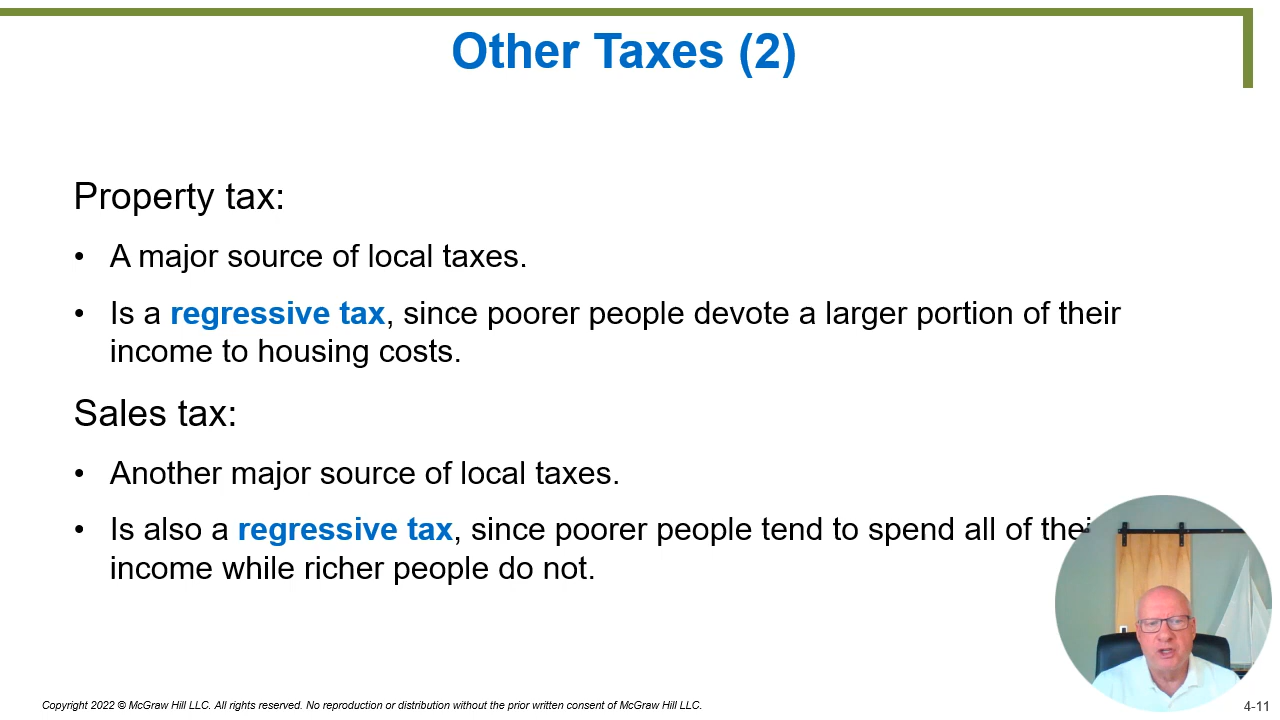 Other Taxes (2)
Property tax:
• A major source of local taxes.
• Is a regressive tax, since poorer people devote a larger portion of their
income to housing costs.
Sales tax:
• Another major source of local taxes.
• Is also a regressive tax, since poorer people tend to spend all of
income while richer people do not.
Copyright 2022 © McGraw Hill LLC. All rights reserved. No reproduction or distribution without the prior written consent of McGraw Hill LLC.
4-11